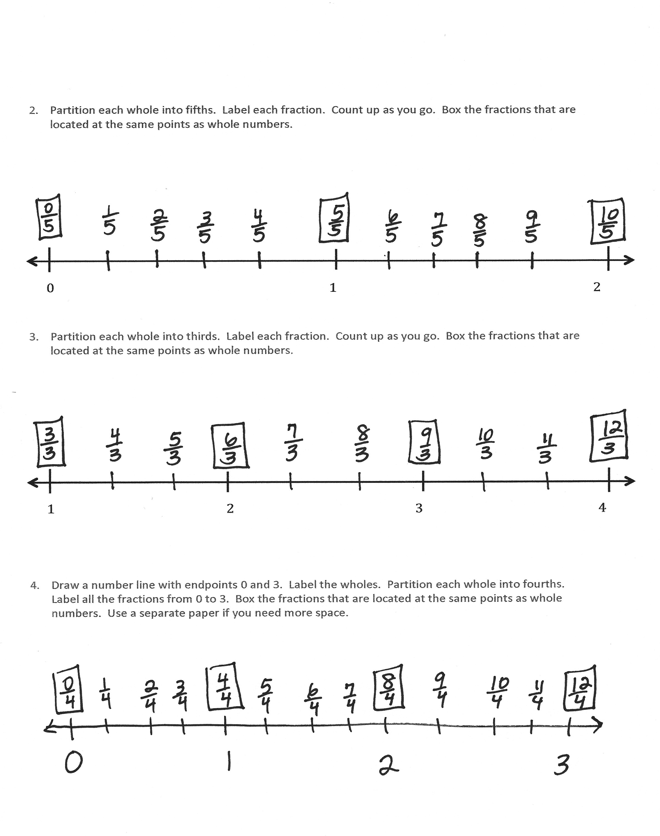 2. Partition each whole into fifths. Label each fraction. Count up as you go. Box the fractions that are
located at the same points as whole numbers.
0/5 1/5 2/5 3/5 4/5 5/5 6/5 7/5 8/5 9/5 10/5
0 1 2
3. Partition each whole into thirds. Label each fraction. Count up as you go. Box the fractions that are
located at the same points as whole numbers.
3/3 4/3 5/3 6/3 7/3 8/3 9/3 10/3 11/3 12/3
1 2 3 4
4. Draw a number line with endpoints 0 and 3. Label the wholes. Partition each whole into fourths.
Label all the fractions from 0 to 3. Box the fractions that are located at the same points as whole
numbers. Use a separate paper if you need more space.
0/4 1/4 2/4 3/4 4/4 5/4 6/4 7/4 8/4 9/4 10/4 11/4 12/4
0 1 2 3